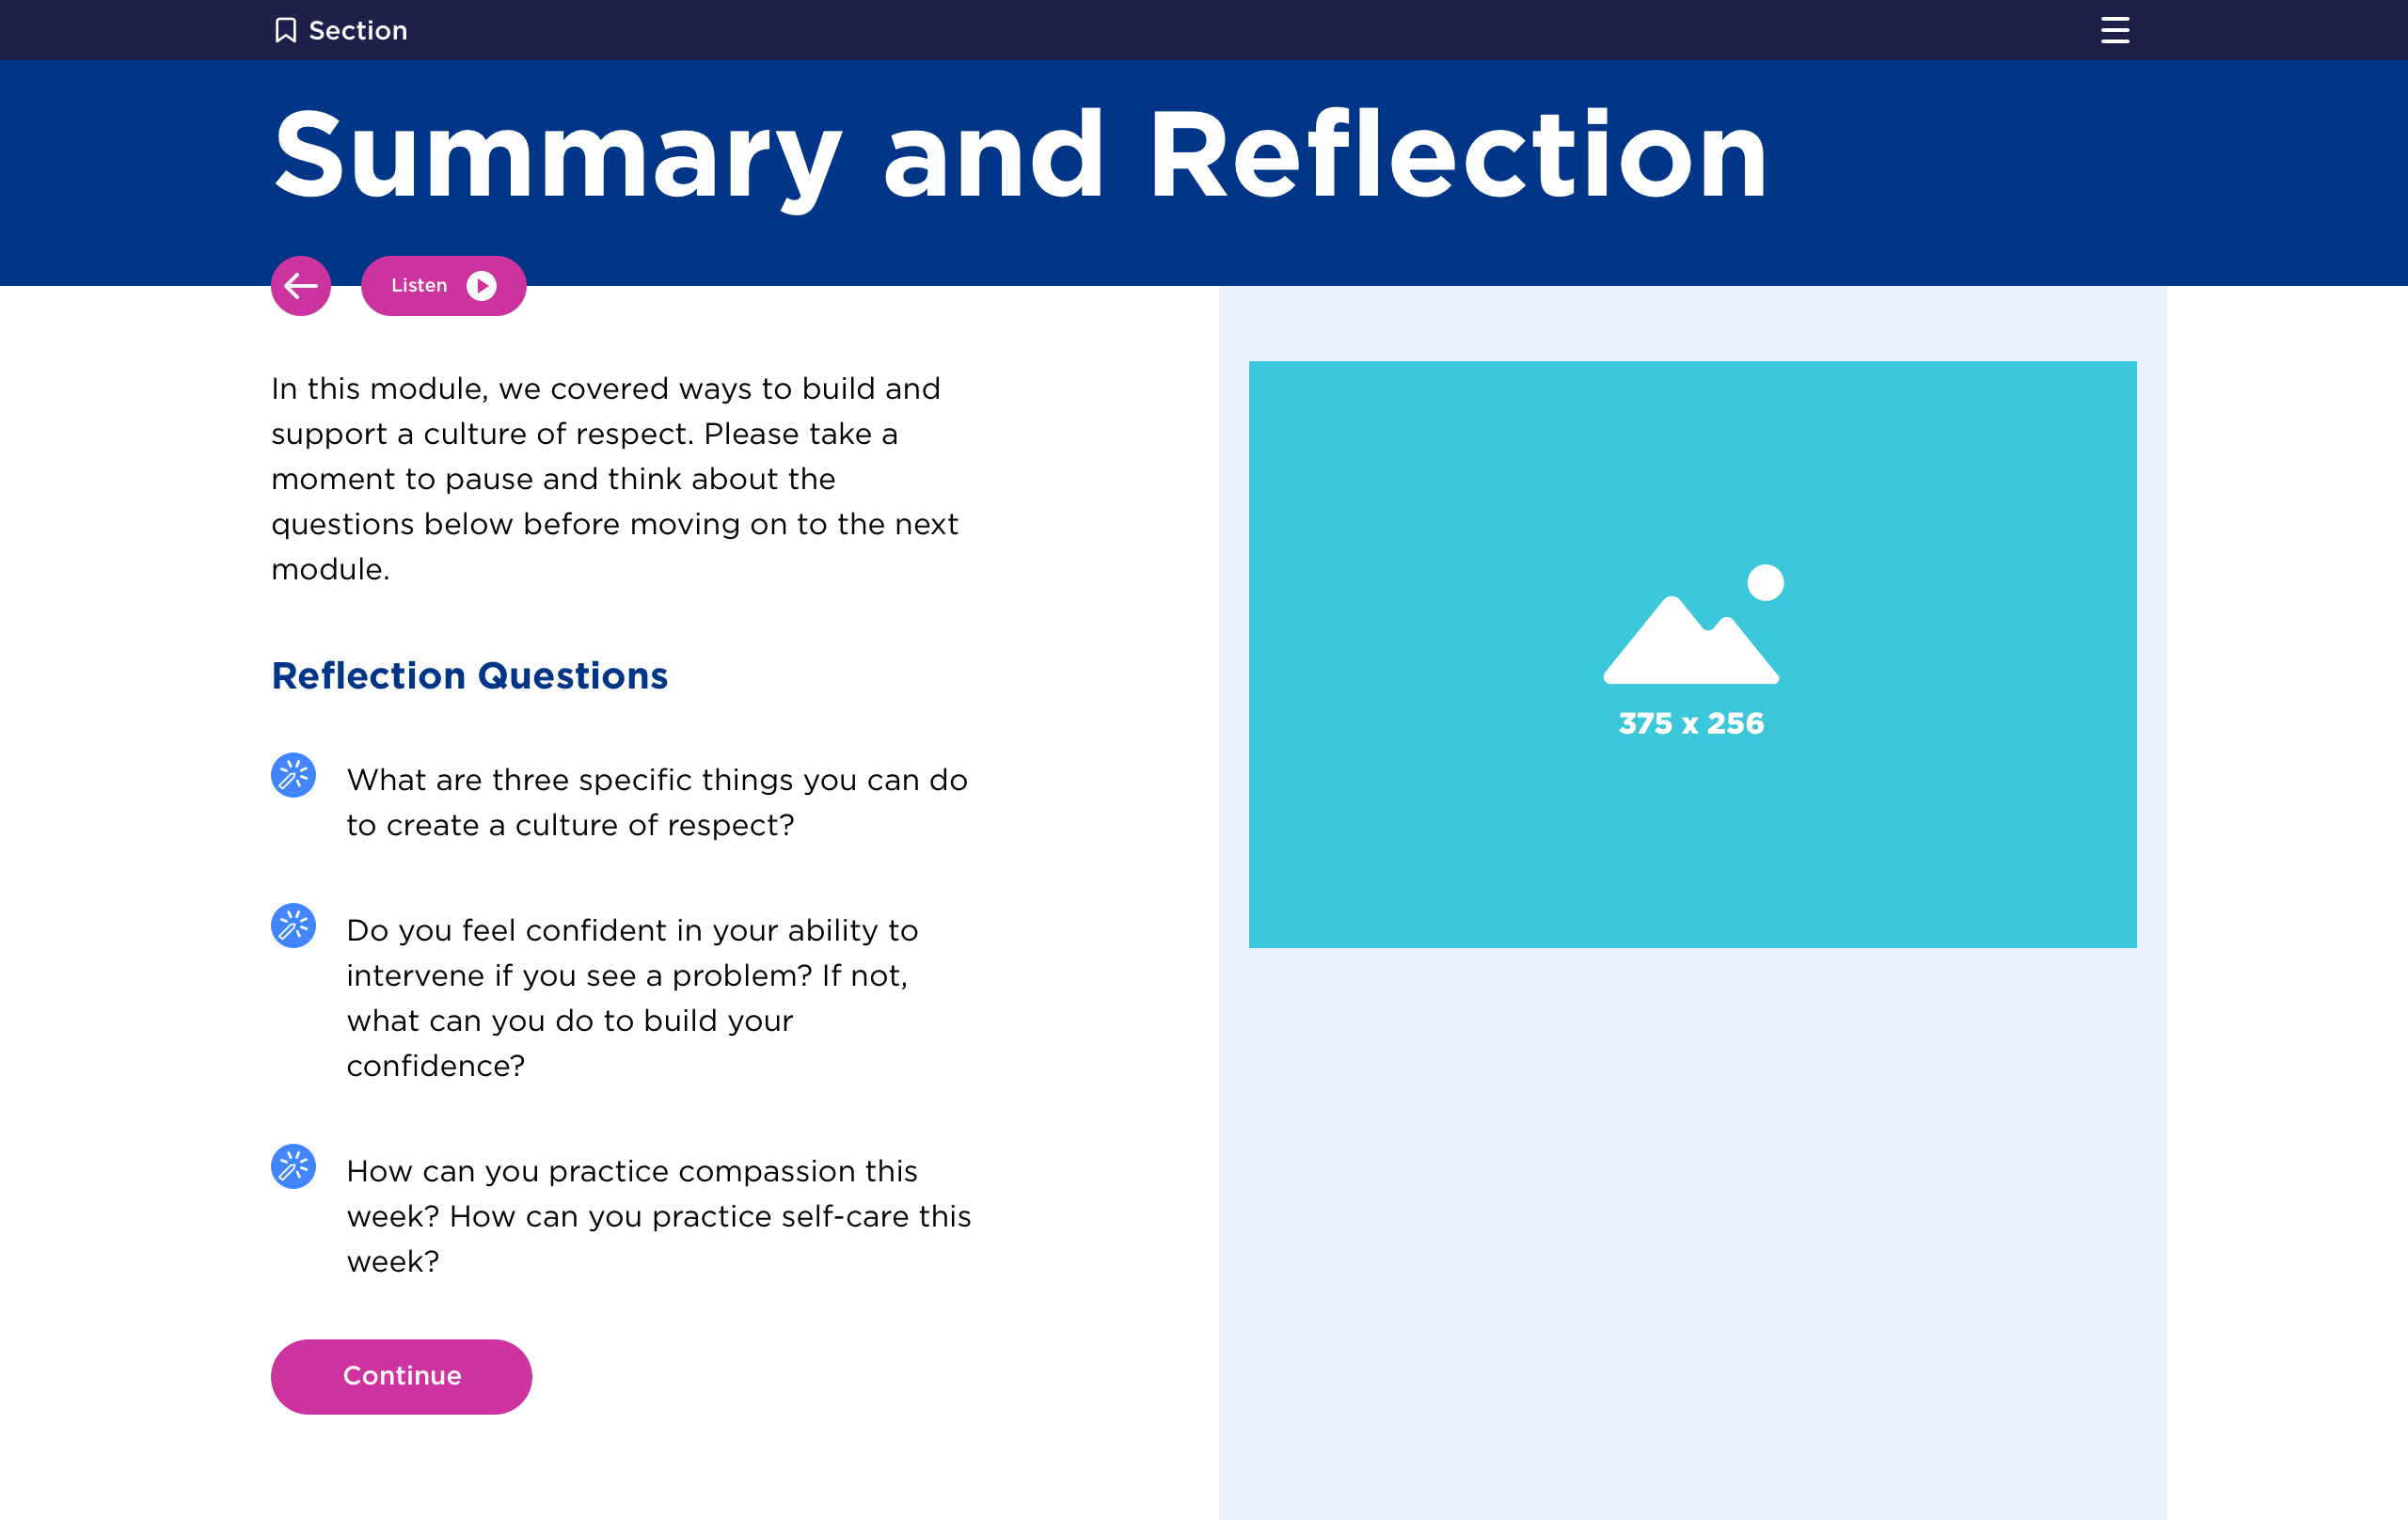 Section
Summary and Reflection
Listen
In this module, we covered ways to build and
support a culture of respect. Please take a
moment to pause and think about the
questions below before moving on to the next
module.
Reflection Questions
What are three specific things you can do
to create a culture of respect?
Do you feel confident in your ability to
intervene if you see a problem? If not,
what can you do to build your
confidence?
How can you practice compassion this
week? How can you practice self-care this
week?
Continue
375 x 256